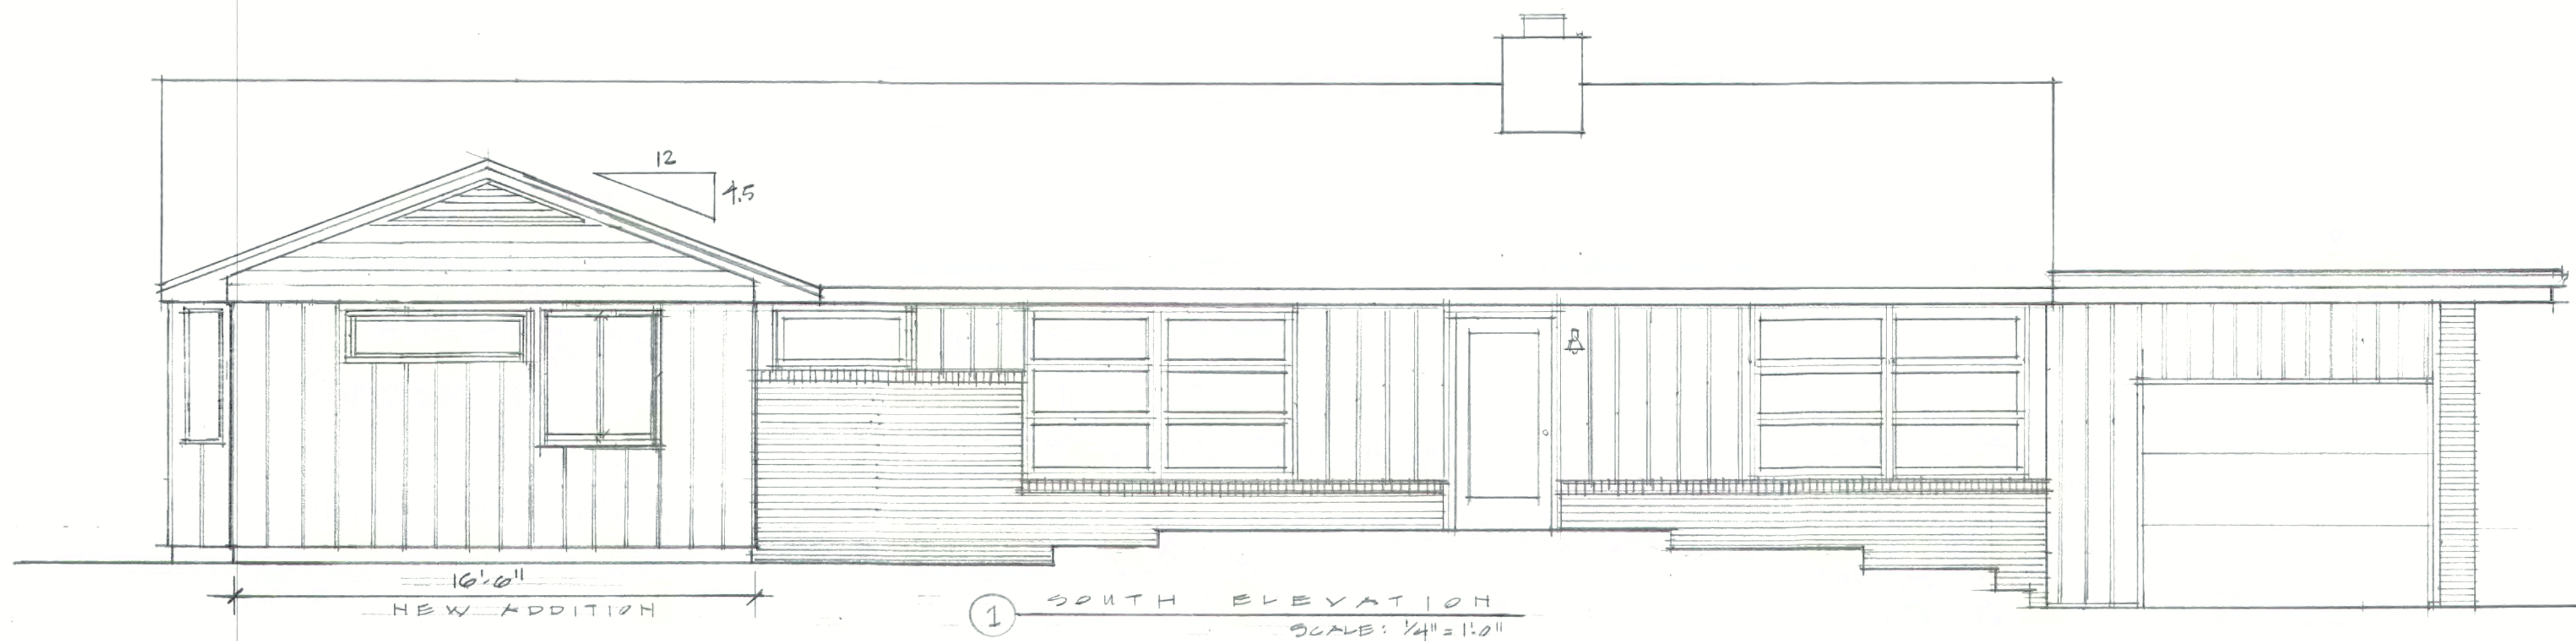 12
4.5
16'-6"
NEW ADDITION
1
SOUTH ELEVATION
SCALE: 1/4" = 1'-0"